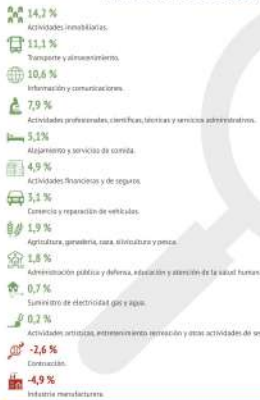 14,2 %
Actividades inmobiliarias.
11,1 %
Transporte y almacenamiento.
10,6 %
Información y comunicaciones.
7,9 %
Actividades profesionales, científicas, técnicas y servicios administrativos.
5,1%
Alojamiento y servicios de comida.
4,9 %
Actividades financieras y de seguros.
3,1 %
Comercio y reparación de vehículos.
1,9 %
Agricultura, ganadería, caza, silvicultura y pesca.
1,8 %
Administración pública y defensa, educación y atención de la salud human
0,7 %
Suministro de electricidad gas y agua.
0,2 %
Actividades artísticas, entretenimiento recreación y otras actividades de se
-2,6 %
Construcción.
-4,9 %
Industria manufacturera.